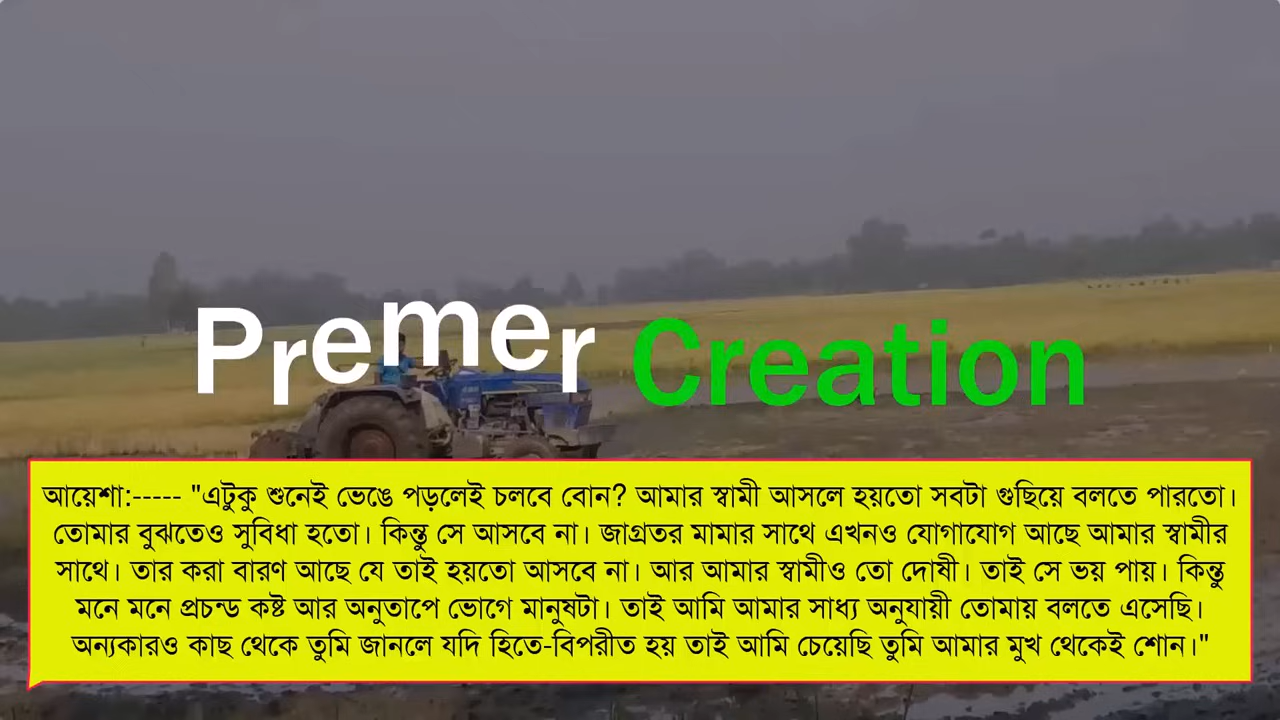 Premer Creation
আয়েশা:----- "এটুকু শুনেই ভেঙে পড়লেই চলবে বোন? আমার স্বামী আসলে হয়তো সবটা গুছিয়ে বলতে পারতো।
তোমার বুঝতেও সুবিধা হতো। কিন্তু সে আসবে না। জাগ্রতর মামার সাথে এখনও যোগাযোগ আছে আমার স্বামীর
সাথে। তার করা বারণ আছে যে তাই হয়তো আসবে না। আর আমার স্বামীও তো দোষী। তাই সে ভয় পায়। কিন্তু
মনে মনে প্রচন্ড কষ্ট আর অনুতাপে ভোগে মানুষটা। তাই আমি আমার সাধ্য অনুযায়ী তোমায় বলতে এসেছি।
অন্যকারও কাছ থেকে তুমি জানলে যদি হিতে-বিপরীত হয় তাই আমি চেয়েছি তুমি আমার মুখ থেকেই শোন।"